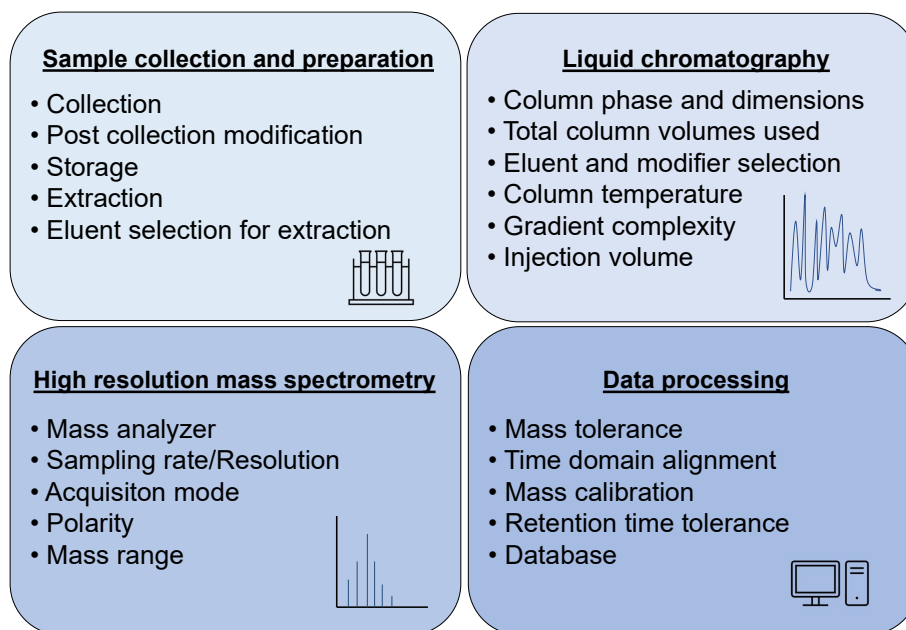 Sample collection and preparation
• Collection
• Post collection modification
• Storage
• Extraction
• Eluent selection for extraction
Liquid chromatography
• Column phase and dimensions
• Total column volumes used
• Eluent and modifier selection
• Column temperature
• Gradient complexity
• Injection volume
High resolution mass spectrometry
• Mass analyzer
• Sampling rate/Resolution
• Acquisiton mode
• Polarity
• Mass range
Data processing
• Mass tolerance
• Time domain alignment
• Mass calibration
• Retention time tolerance
• Database